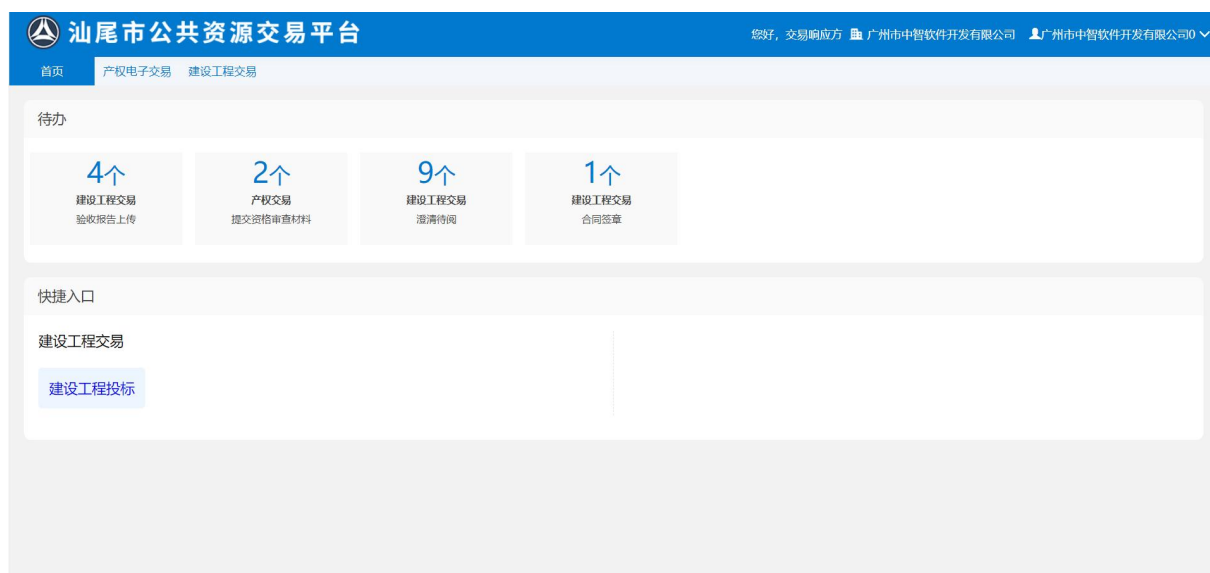 汕尾市公共资源交易平台
您好，交易响应方 广州市中智软件开发有限公司 广州市中智软件开发有限公司0
首页 产权电子交易 建设工程交易
待办
4个 2个 9个 1个
建设工程交易 产权交易 建设工程交易 建设工程交易
验收报告上传 提交资格审查材料 澄清待阅 合同签章
快捷入口
建设工程交易
建设工程投标